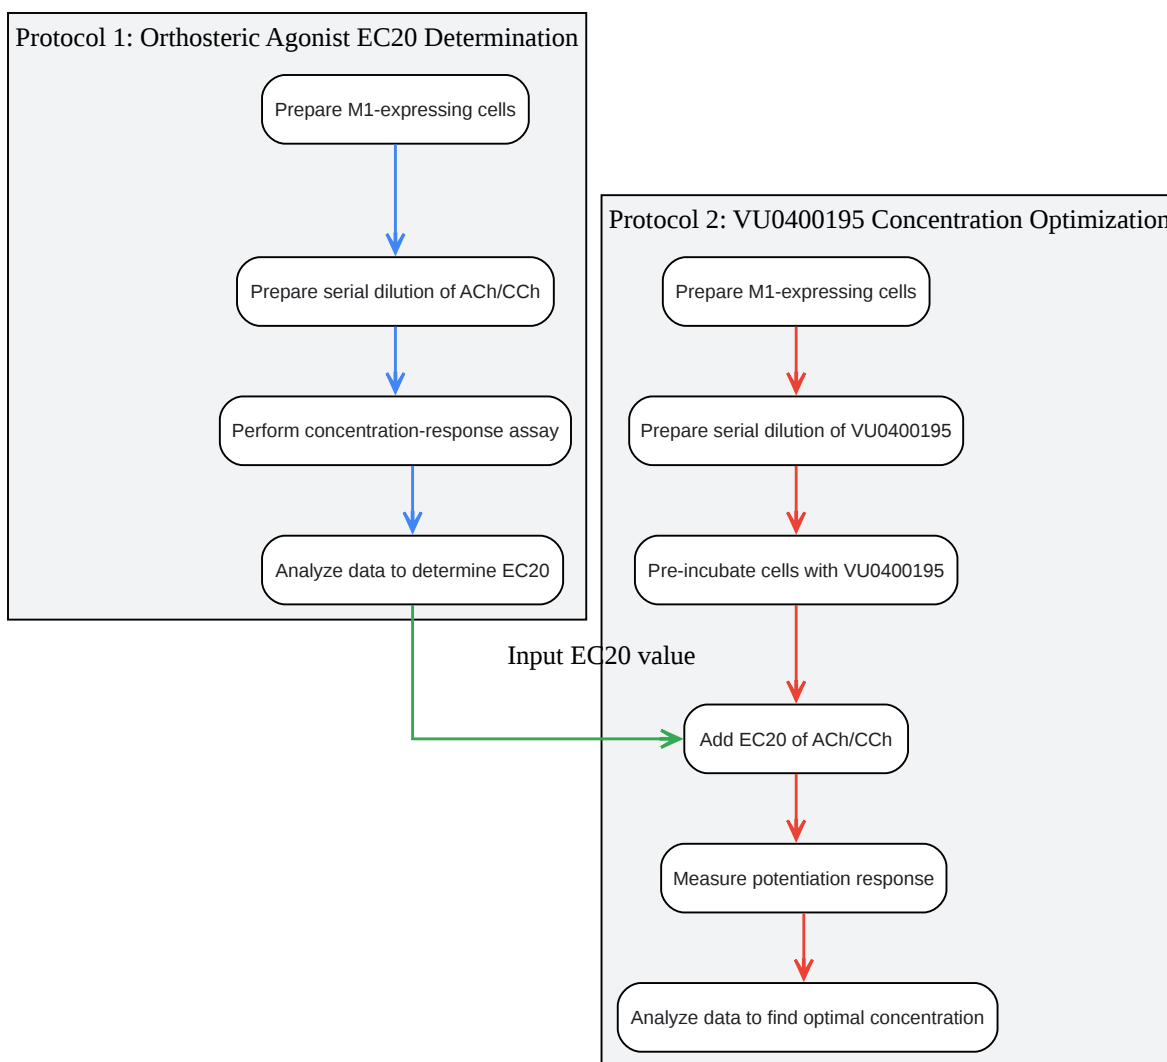 Protocol 1: Orthosteric Agonist EC20 Determination
Prepare M1-expressing cells
Prepare serial dilution of ACh/CCh
Perform concentration-response assay
Analyze data to determine EC20
Input EC20 value
Protocol 2: VU0400195 Concentration Optimization
Prepare M1-expressing cells
Prepare serial dilution of VU0400195
Pre-incubate cells with VU0400195
Add EC20 of ACh/CCh
Measure potentiation response
Analyze data to find optimal concentration